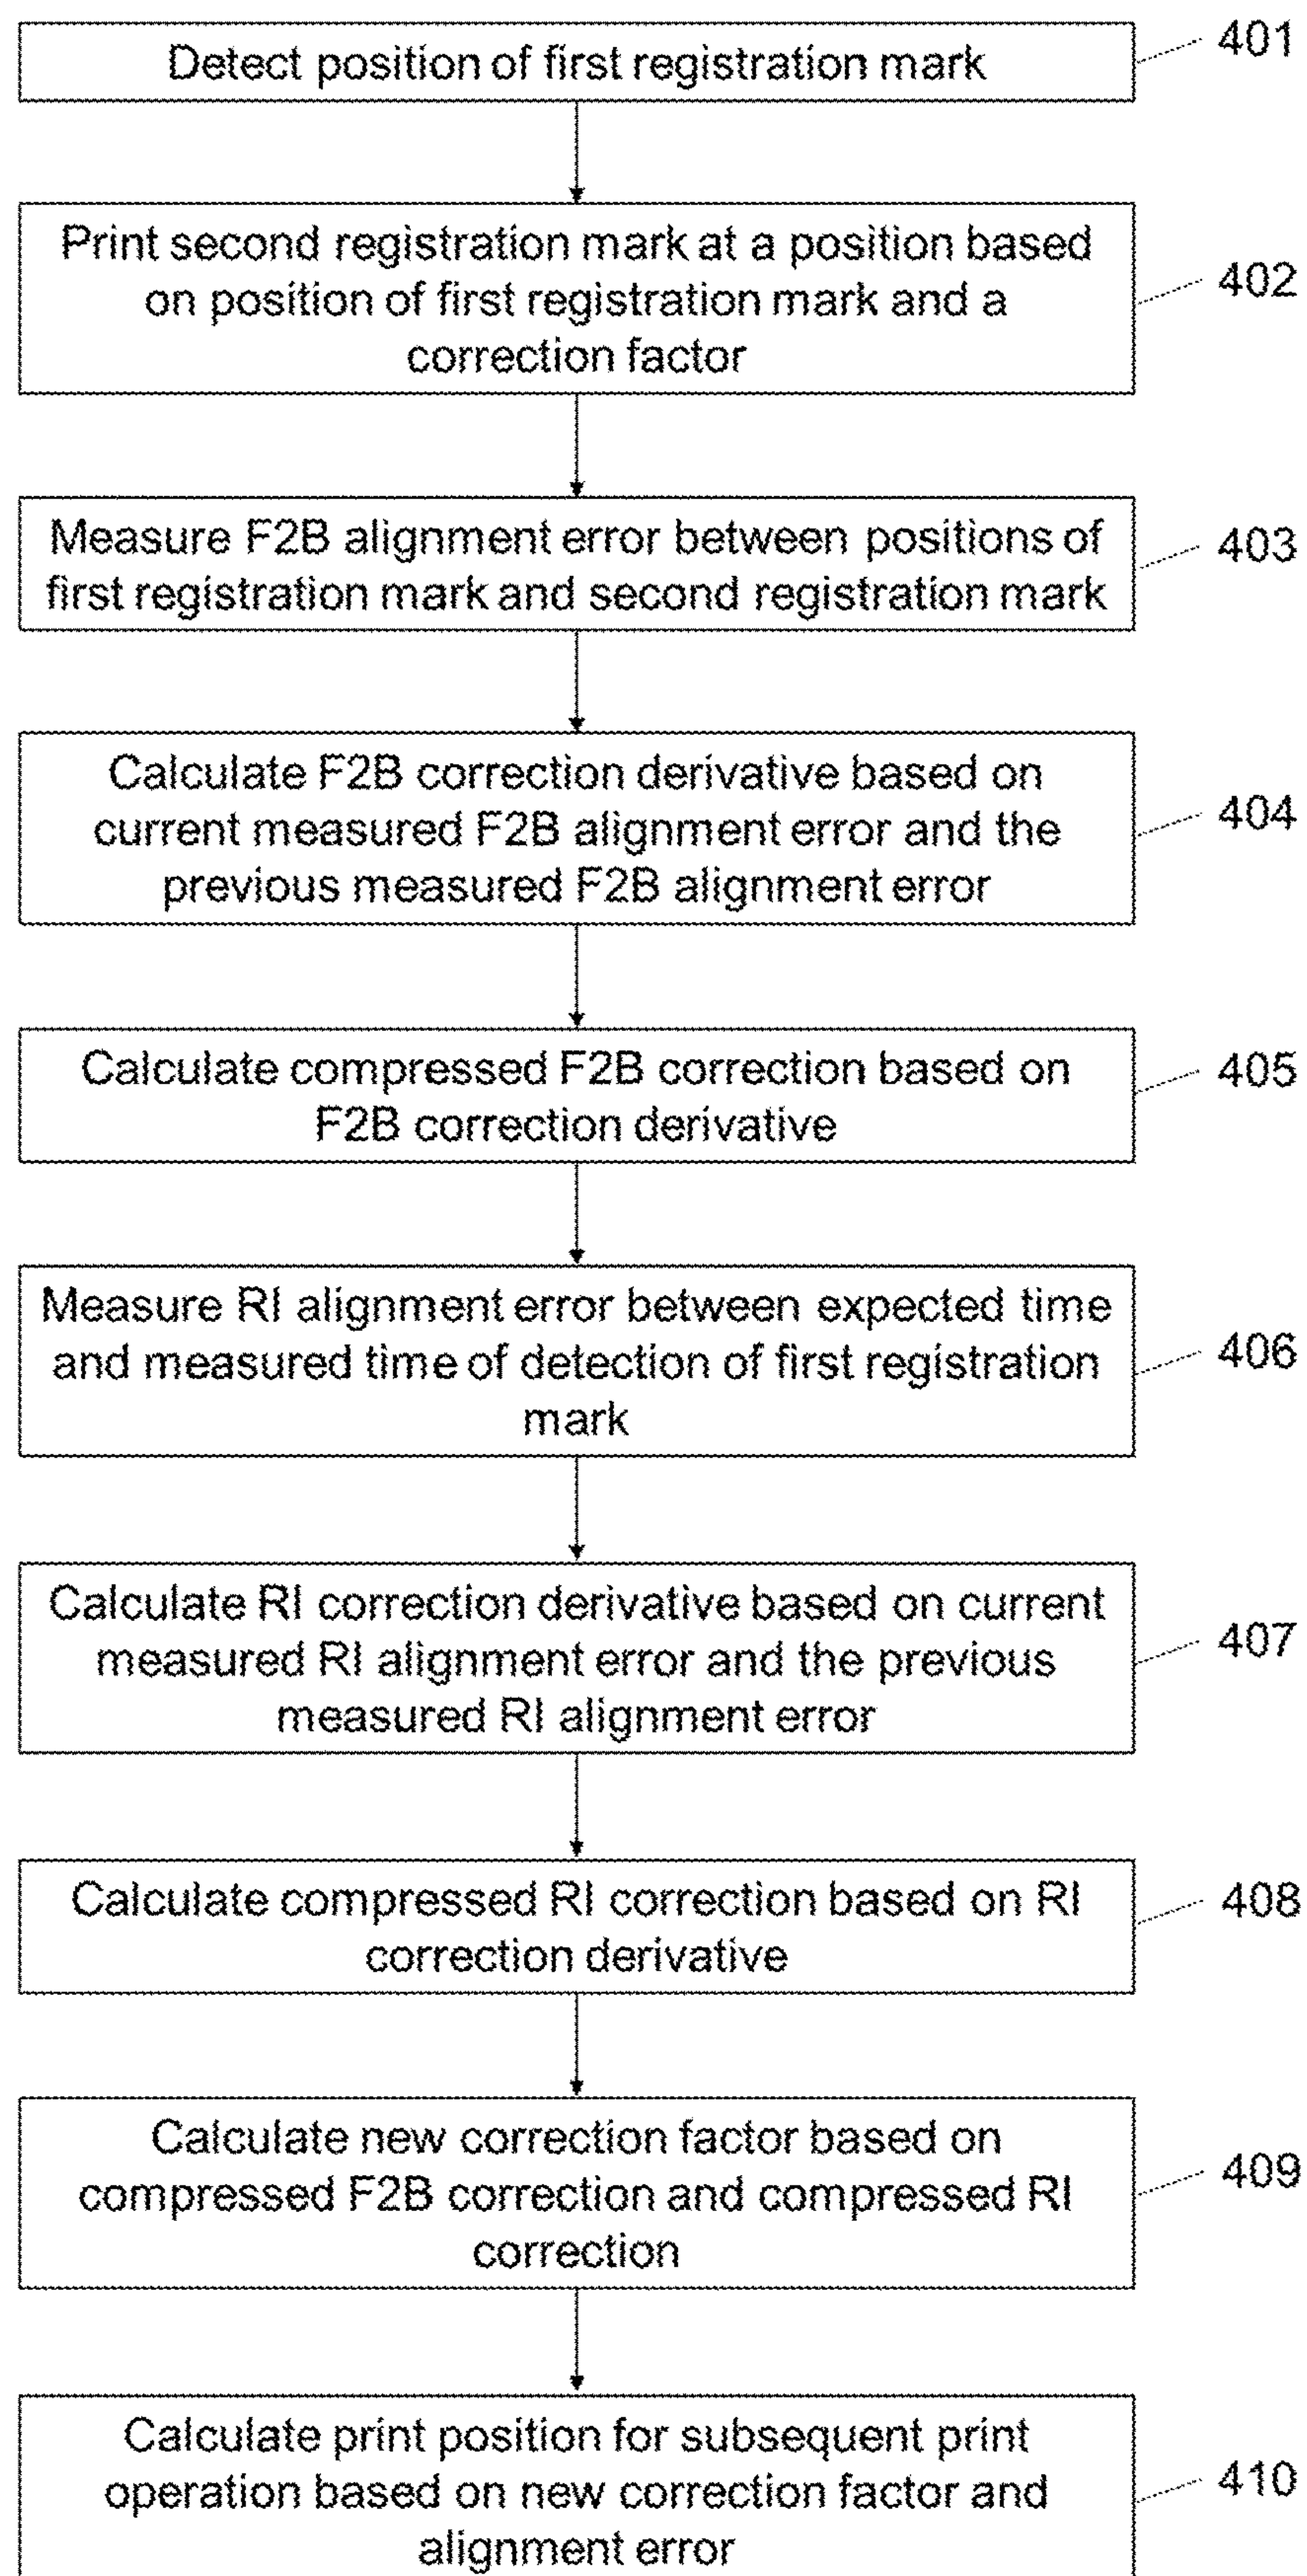 Detect position of first registration mark
401
Print second registration mark at a position based
on position of first registration mark and a
correction factor
402
Measure F2B alignment error between positions of
first registration mark and second registration mark
403
Calculate F2B correction derivative based on
current measured F2B alignment error and the
previous measured F2B alignment error
404
Calculate compressed F2B correction based on
F2B correction derivative
405
Measure RI alignment error between expected time
and measured time of detection of first registration
mark
406
Calculate RI correction derivative based on current
measured RI alignment error and the previous
measured RI alignment error
407
Calculate compressed RI correction based on RI
correction derivative
408
Calculate new correction factor based on
compressed F2B correction and compressed RI
correction
409
Calculate print position for subsequent print
operation based on new correction factor and
alignment error
410